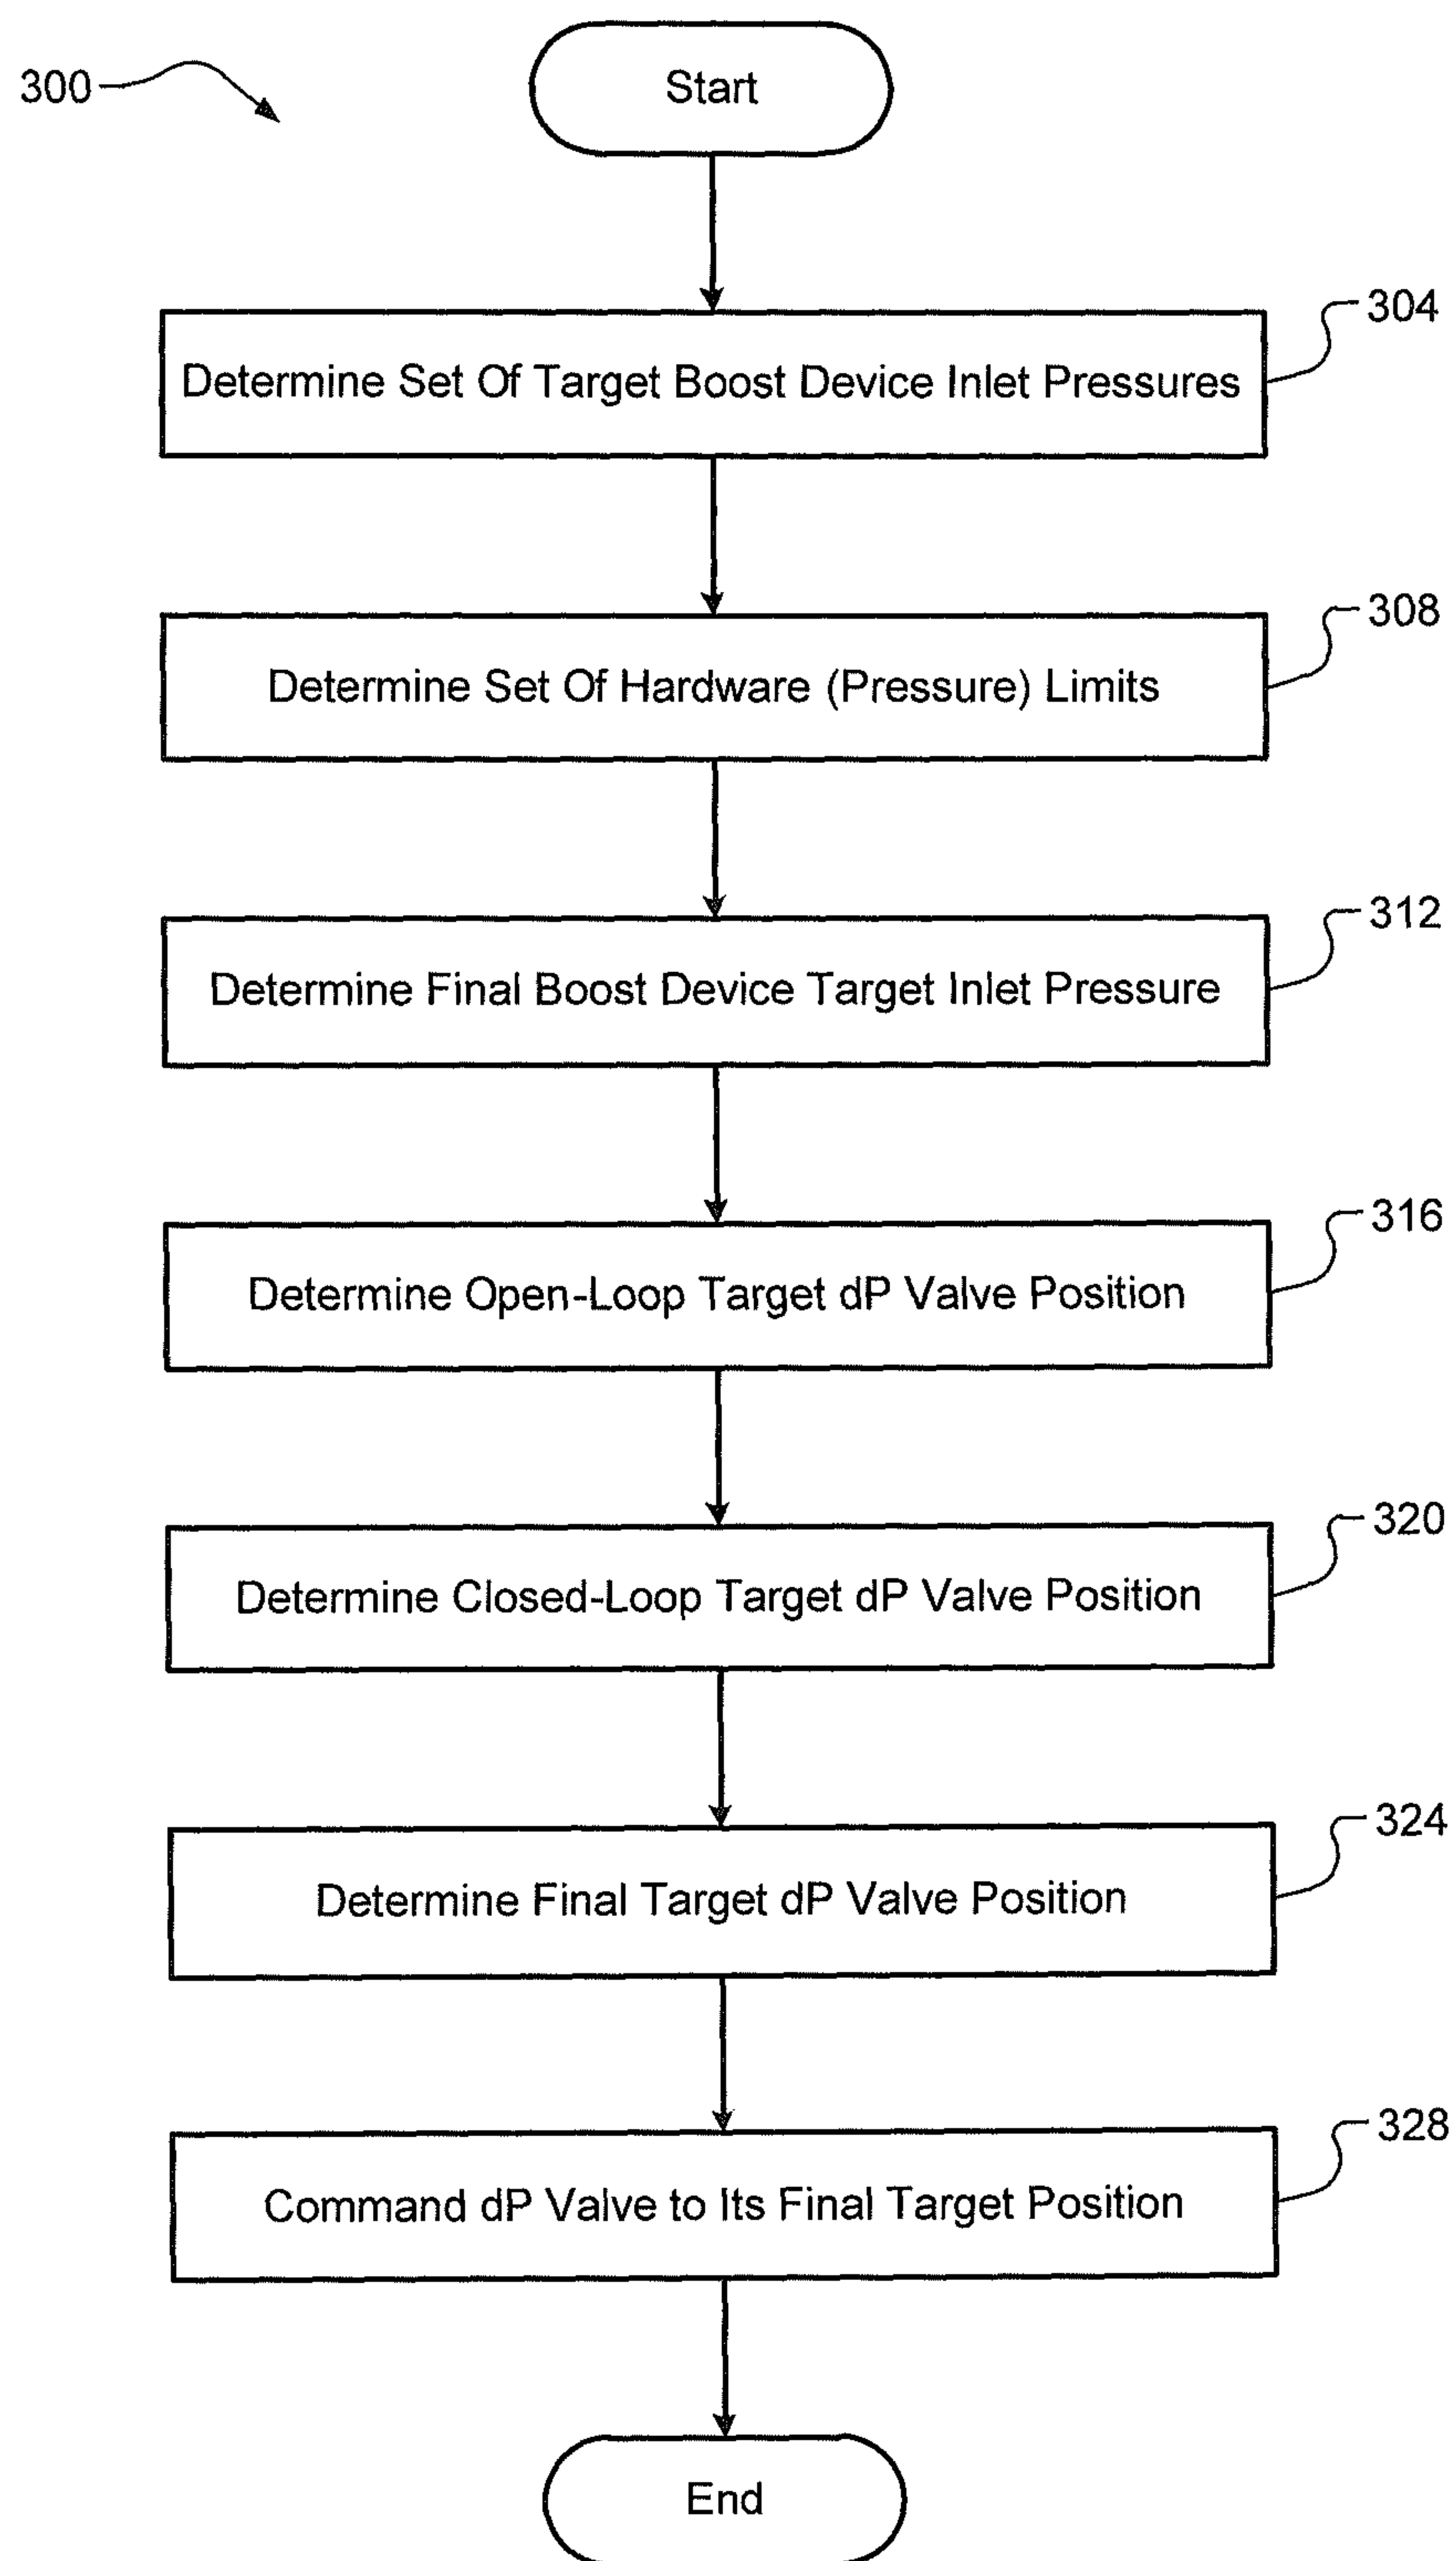 300
Start
304
Determine Set Of Target Boost Device Inlet Pressures
308
Determine Set Of Hardware (Pressure) Limits
312
Determine Final Boost Device Target Inlet Pressure
316
Determine Open-Loop Target dP Valve Position
320
Determine Closed-Loop Target dP Valve Position
324
Determine Final Target dP Valve Position
328
Command dP Valve to Its Final Target Position
End